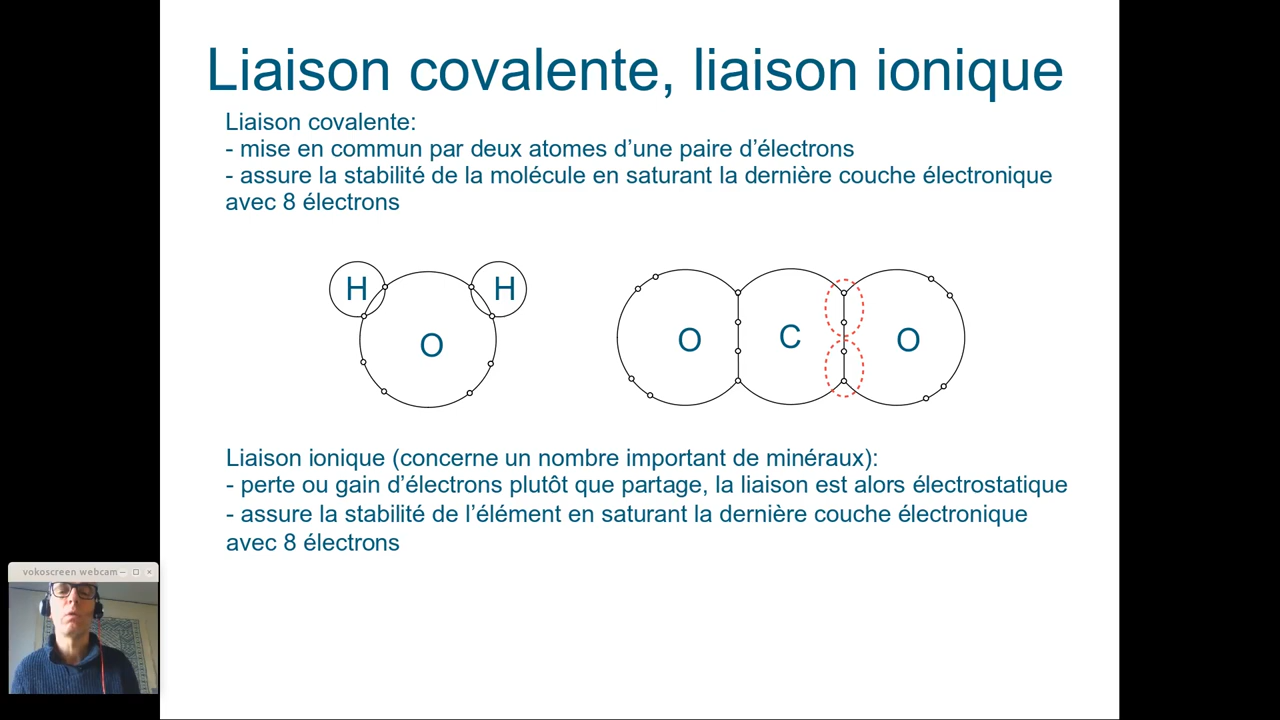 Liaison covalente, liaison ionique
Liaison covalente:
- mise en commun par deux atomes d’une paire d’électrons
- assure la stabilité de la molécule en saturant la dernière couche électronique
avec 8 électrons
H
H
O
O
C
O
Liaison ionique (concerne un nombre important de minéraux):
- perte ou gain d’électrons plutôt que partage, la liaison est alors électrostatique
- assure la stabilité de l’élément en saturant la dernière couche électronique
avec 8 électrons
vokoscreen webcam